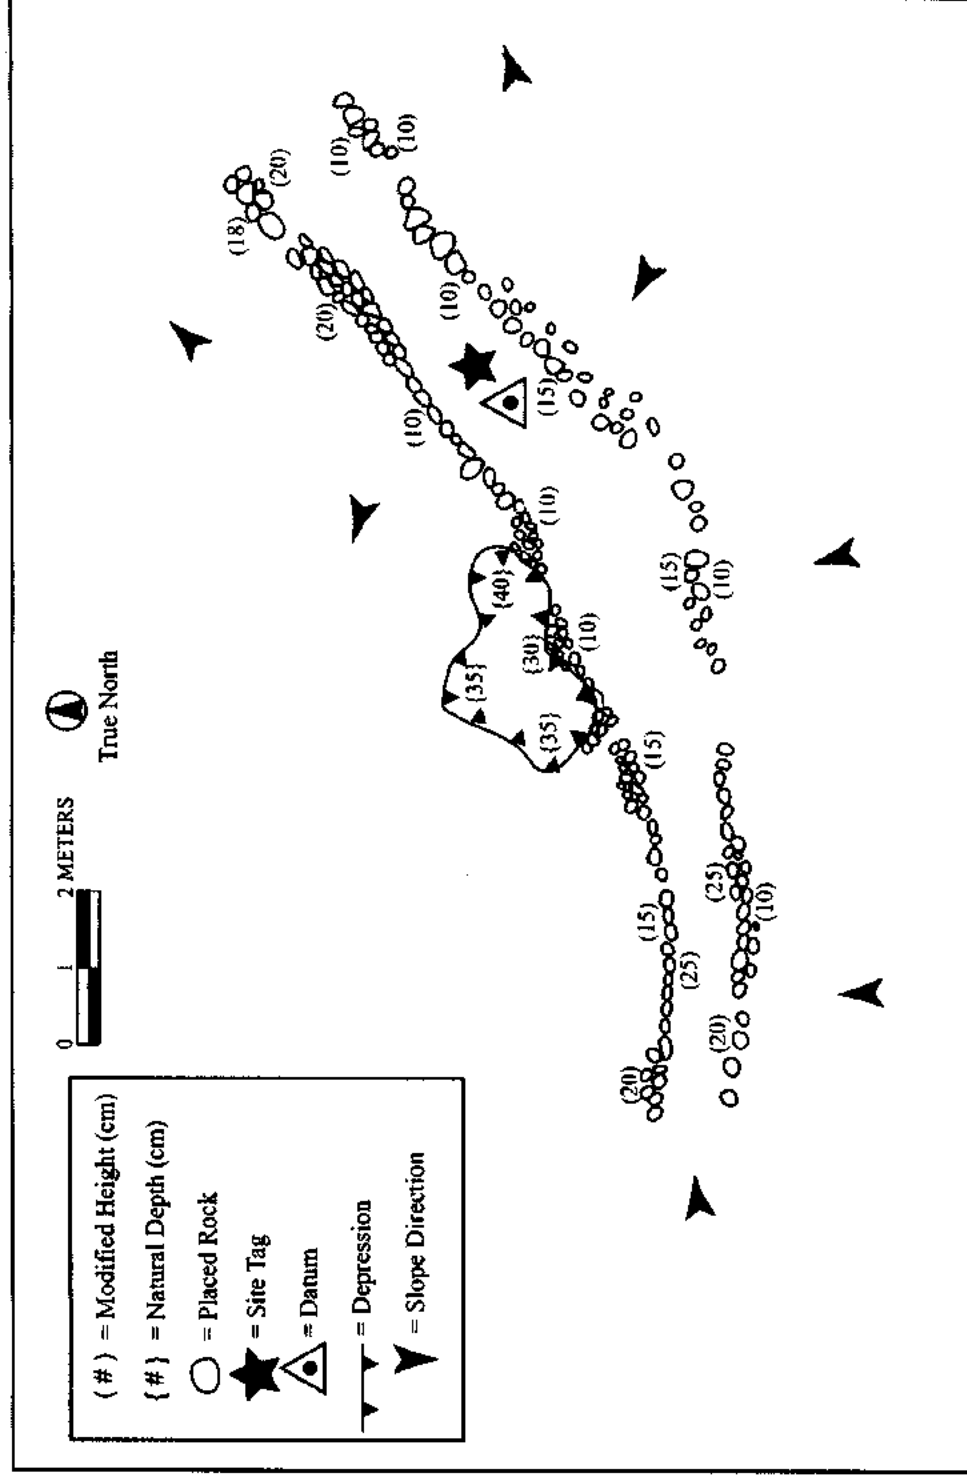 ( # ) = Modified Height (cm)
{ # } = Natural Depth (cm)
= Placed Rock
= Site Tag
= Datum
= Depression
= Slope Direction
0 1 2 METERS
True North
(20)
(15)
(25)
(15)
(20)
(25)
(10)
{35}
{35}
{30}
{40}
(10)
(10)
(15)
(10)
(10)
(20)
(15)
(10)
(18)
(20)
(10)
(10)